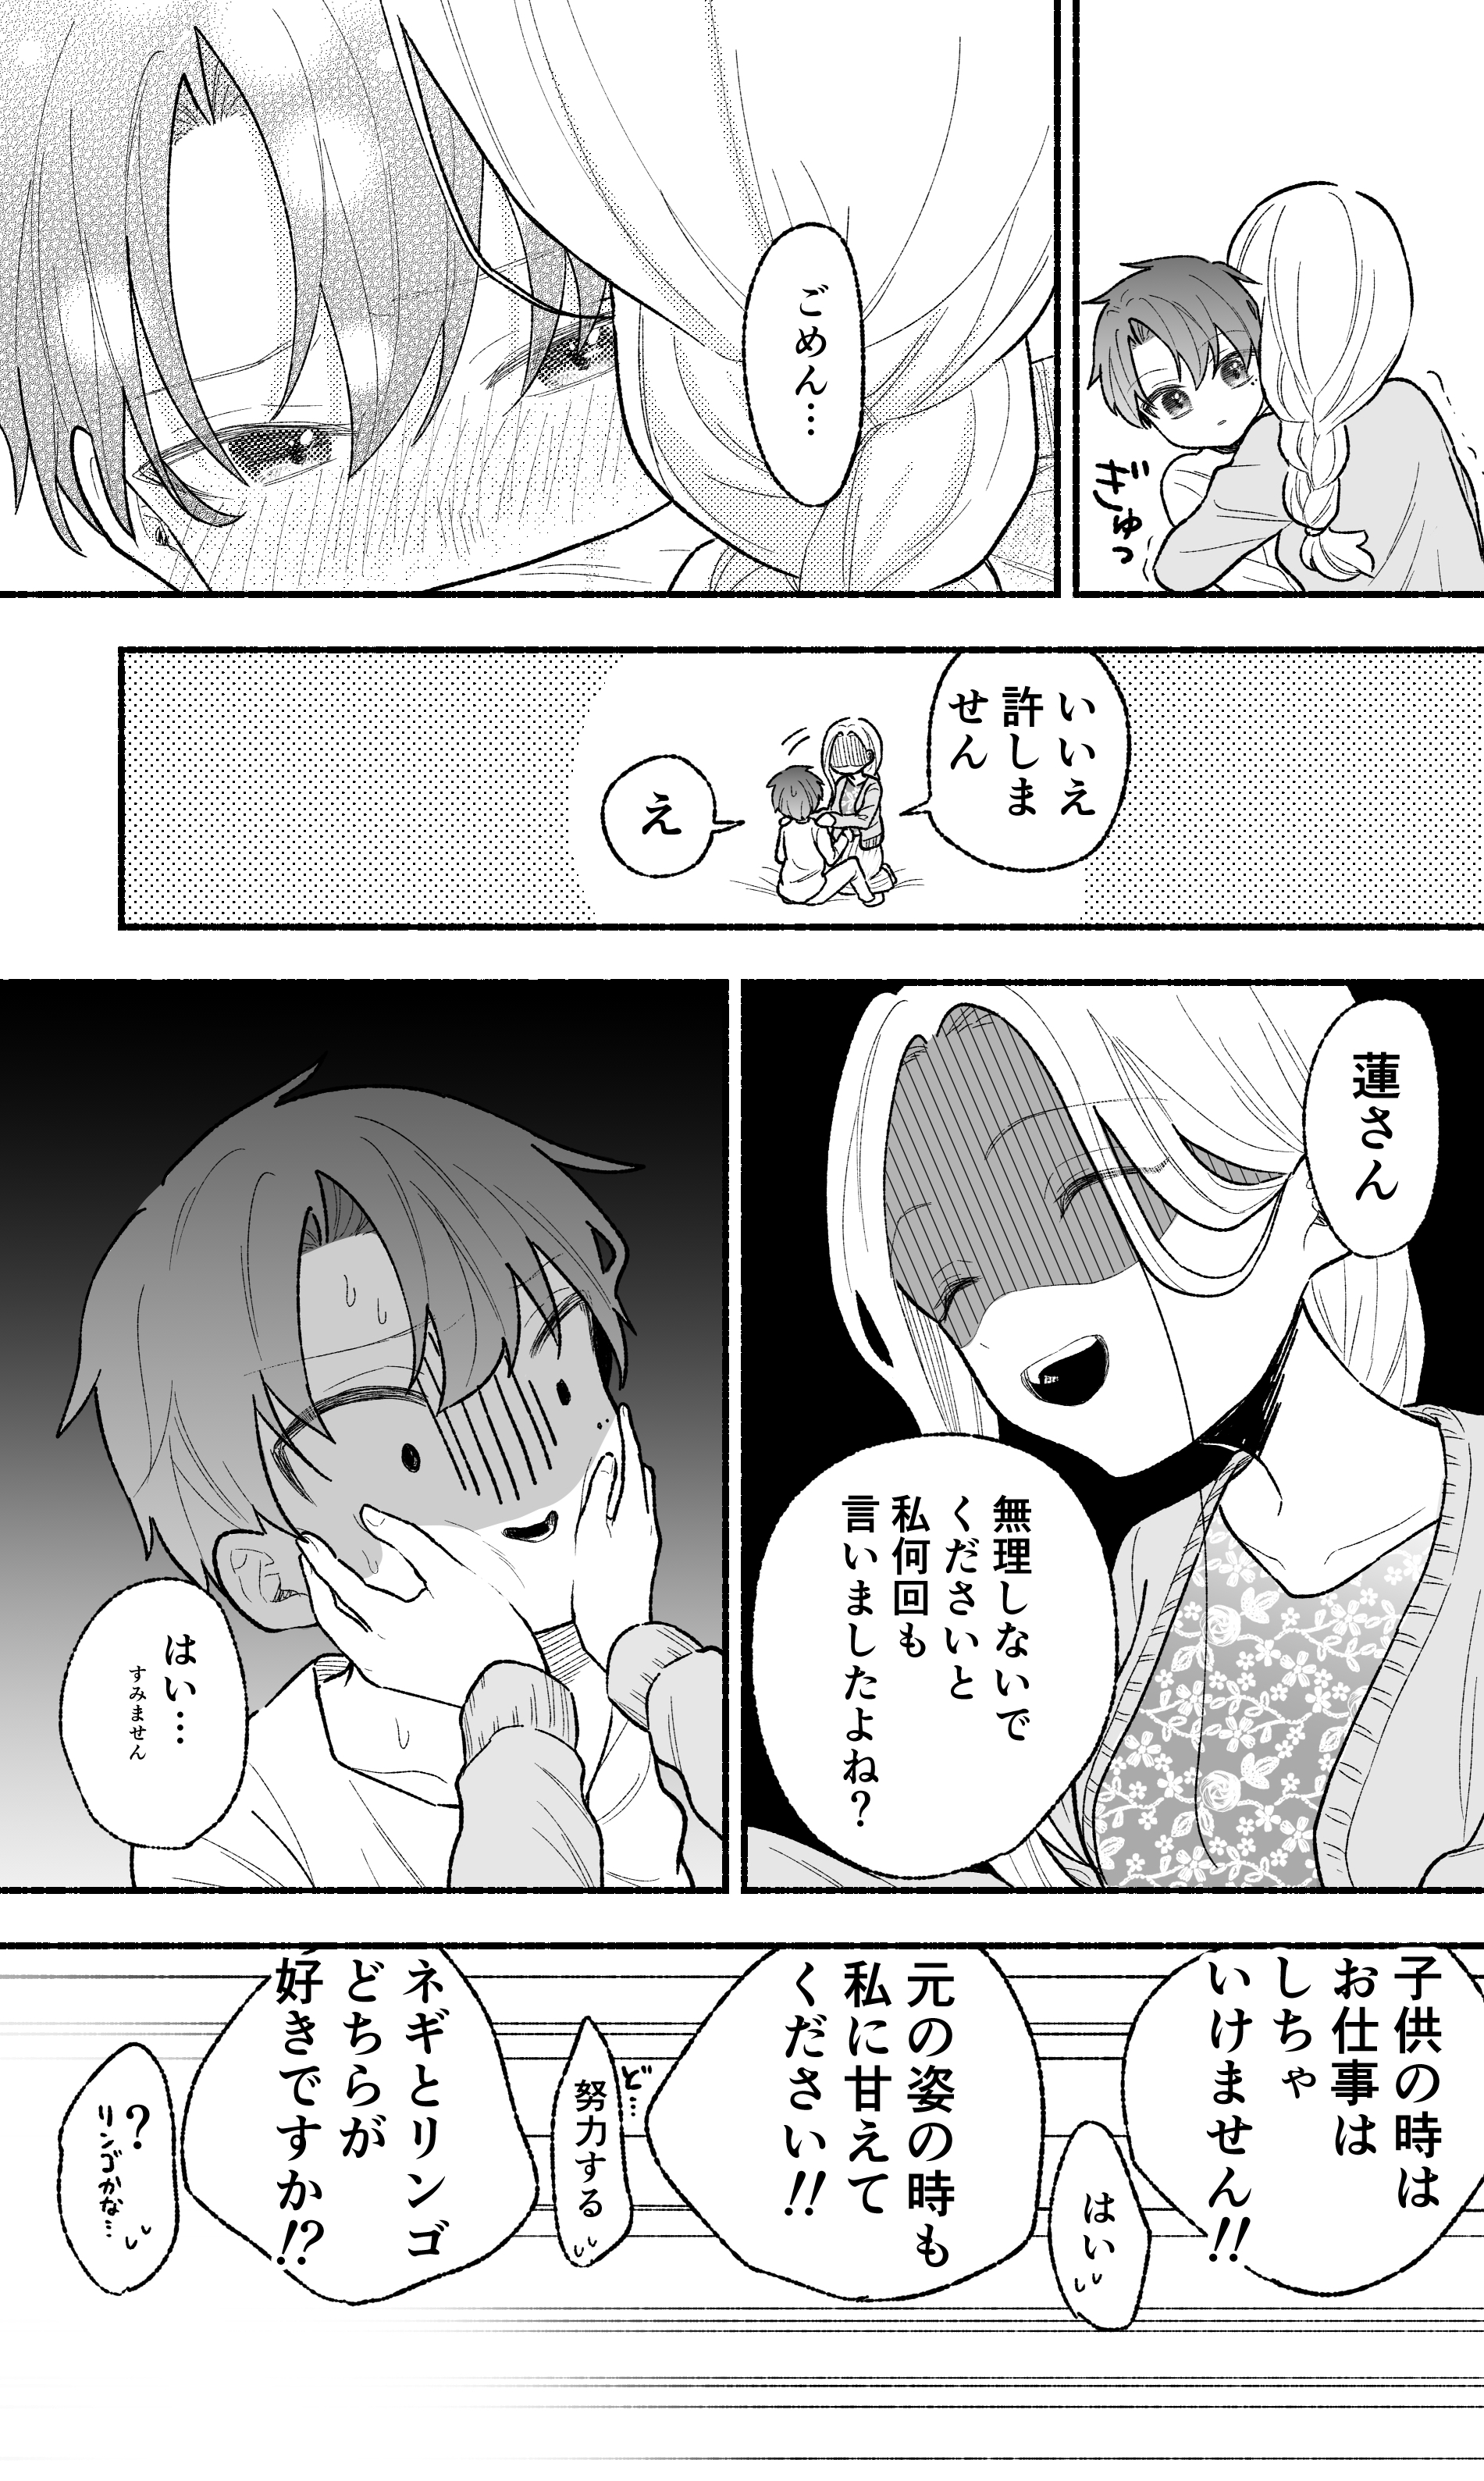 ぎゅっ
ごめん…
いいえ
許しま
せん
え
蓮さん
無理しないで
くださいと
私何回も
言いましたよね?
はい…
すみません
子供の時は
お仕事は
しちゃ
いけません!!
はい
元の姿の時も
私に甘えて
ください!!
ど…
努力する
ネギとリンゴ
どちらが
好きですか!?
?
リンゴかな…